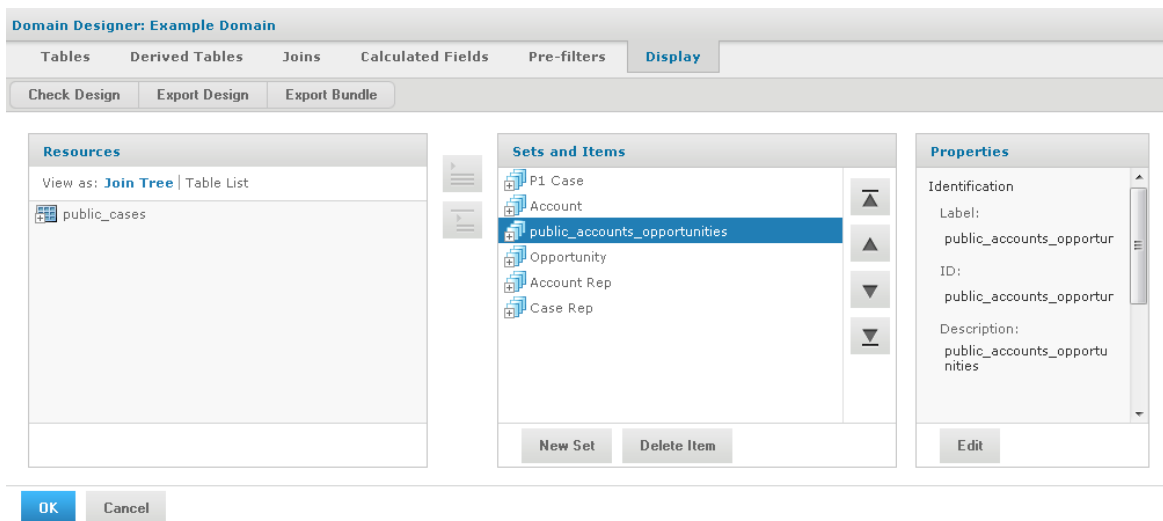 Domain Designer: Example Domain
Tables Derived Tables Joins Calculated Fields Pre-filters Display
Check Design Export Design Export Bundle
Resources
View as: Join Tree | Table List
public_cases
Sets and Items
P1 Case
Account
public_accounts_opportunities
Opportunity
Account Rep
Case Rep
New Set Delete Item
Properties
Identification
Label:
public_accounts_opportur
ID:
public_accounts_opportur
Description:
public_accounts_opportu
nities
Edit
OK Cancel